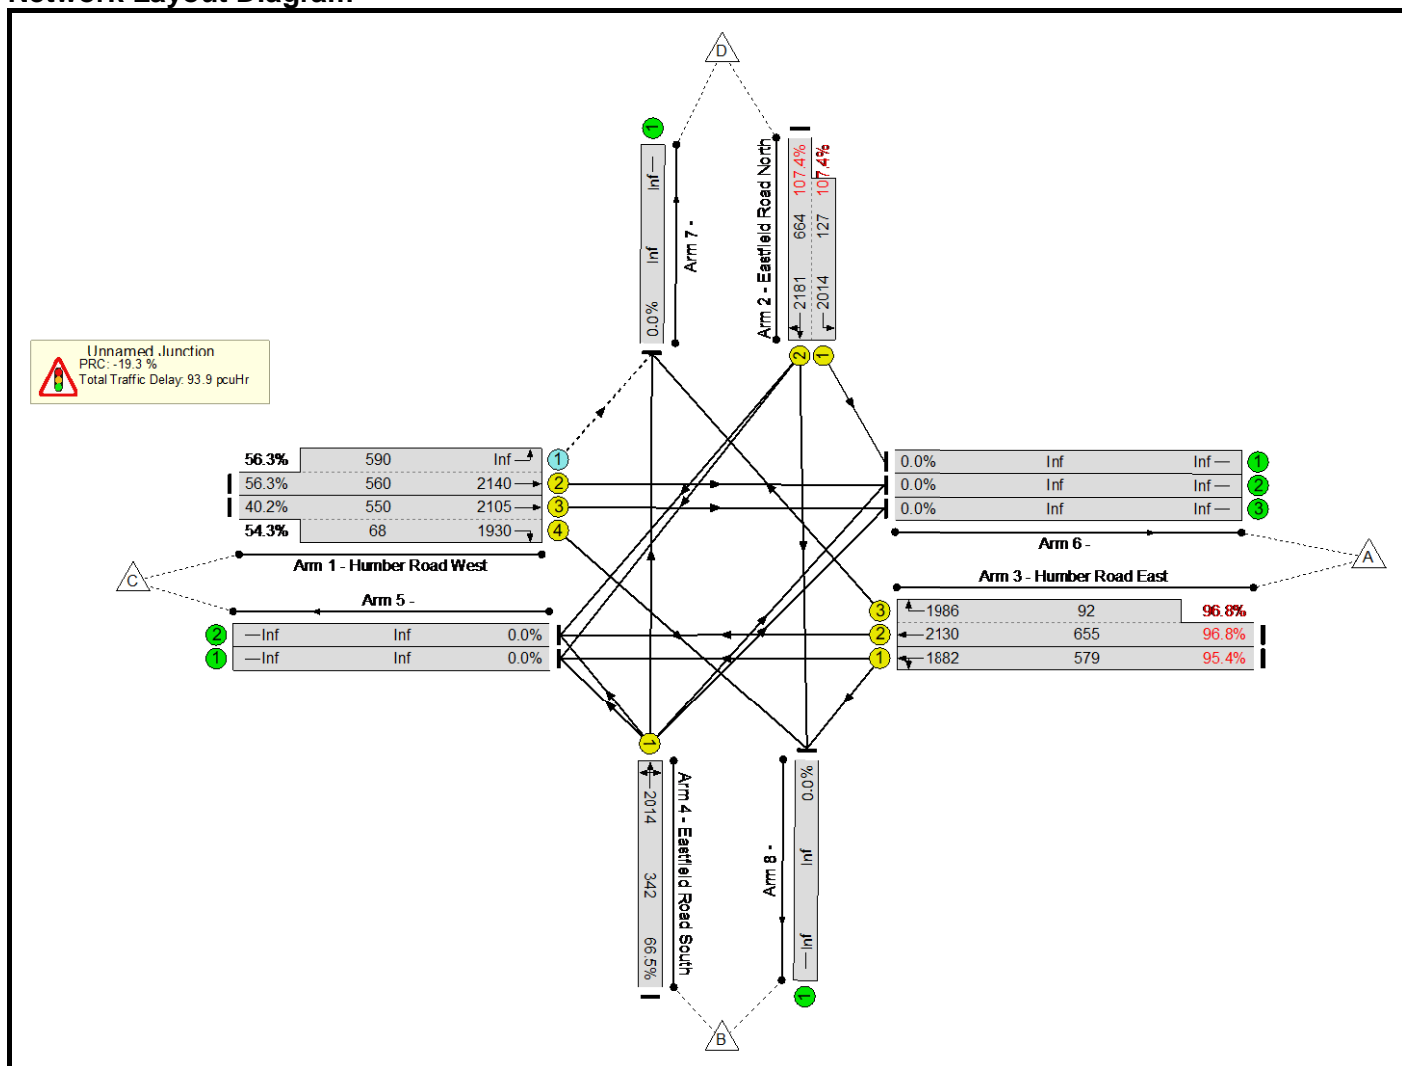 Network Layout Diagram
D
1
Inf
Inf
0.0%
Arm 7 -
Arm 2 - Eastfield Road North
107.4%
664
2181
107.4%
127
2014
2
1
Unnamed Junction
PRC: -19.3 %
Total Traffic Delay: 93.9 pcuHr
56.3% 590 Inf 1
56.3% 560 2140 2
40.2% 550 2105 3
54.3% 68 1930 4
Arm 1 - Humber Road West
0.0% Inf Inf 1
0.0% Inf Inf 2
0.0% Inf Inf 3
Arm 6 -
A
C
Arm 5 -
2 Inf Inf 0.0%
1 Inf Inf 0.0%
Arm 3 - Humber Road East
3 1986 92 96.8%
2 2130 655 96.8%
1 1882 579 95.4%
1
2014
342
66.5%
Arm 4 - Eastfield Road South
Arm 8 -
0.0%
Inf
Inf
1
B